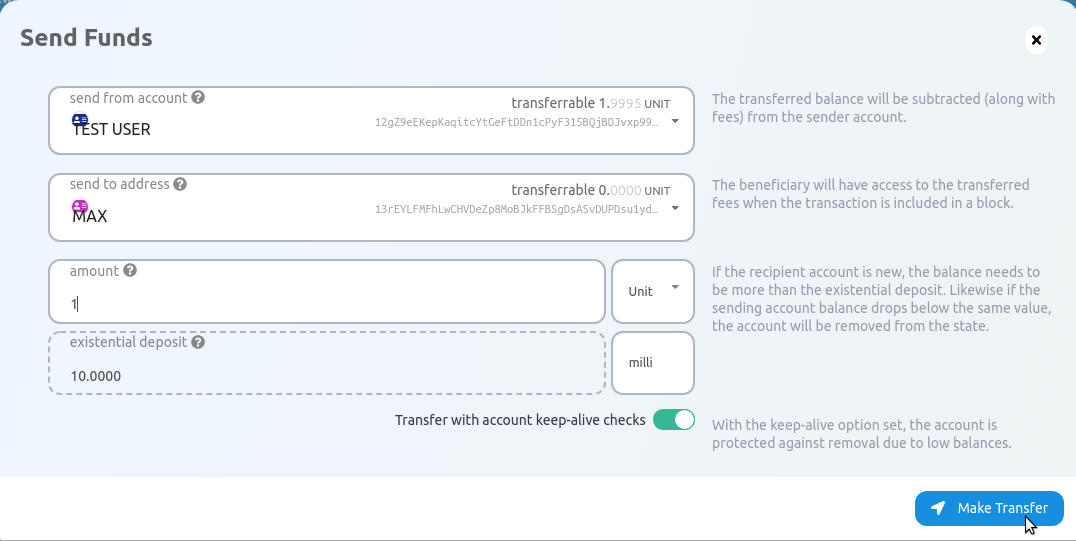 Send Funds
send from account
transferrable 1.9995 UNIT
TEST USER
12gZ9eEKepKaqitcYtGeFtDDn1cPyF315BQjBDJvxp99…
The transferred balance will be subtracted (along with
fees) from the sender account.
send to address
transferrable 0.0000 UNIT
MAX
13rEYLFMFhLwCHVDeZp8MoBJkFFBSgDsASvDUPDsu1yd…
The beneficiary will have access to the transferred
fees when the transaction is included in a block.
amount
1
Unit
If the recipient account is new, the balance needs to
be more than the existential deposit. Likewise if the
sending account balance drops below the same value,
the account will be removed from the state.
existential deposit
10.0000
milli
Transfer with account keep-alive checks
With the keep-alive option set, the account is
protected against removal due to low balances.
Make Transfer